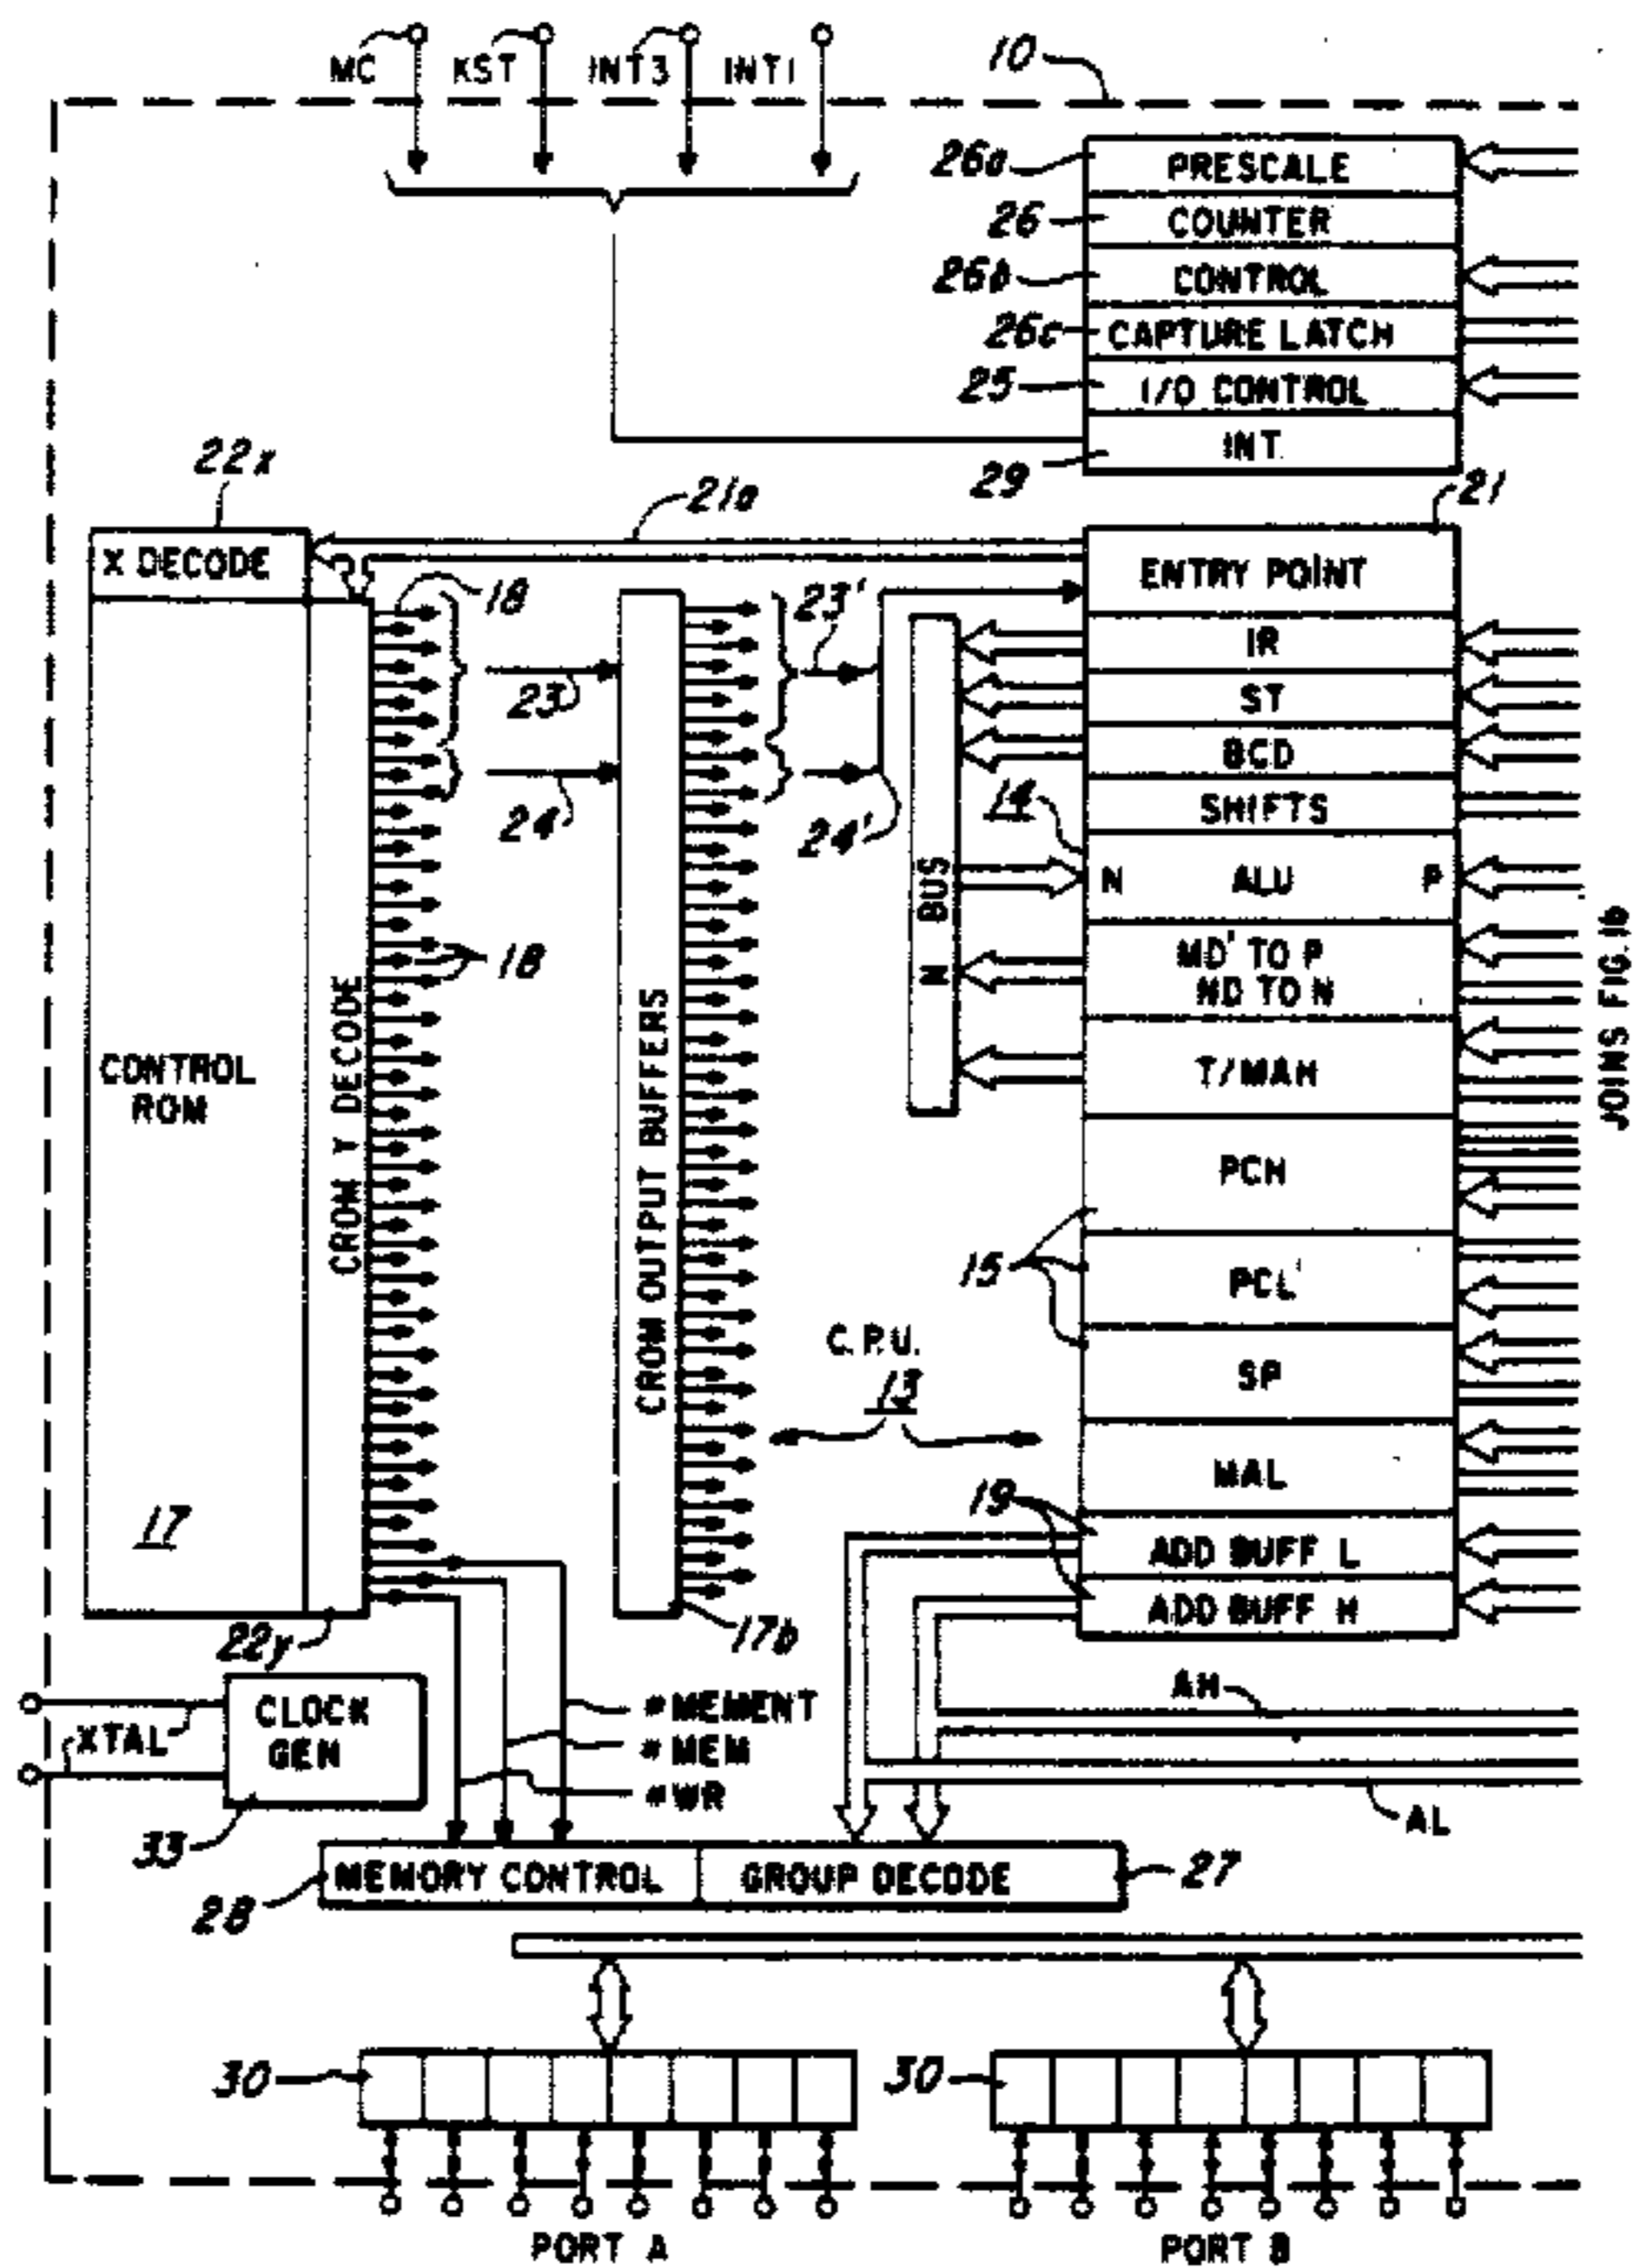 MC KST INT3 INT1 10
26a PRESCALE
26 COUNTER
26b CONTROL
26c CAPTURE LATCH
25 I/O CONTROL
29 INT
22x 21a 21
X DECODE ENTRY POINT
18 23 23' IR
ST
24 24' BCD
14 SHIFTS
N ALU P
18 N BUS
MD' TO P
MD TO N
T/MAH
CONTROL
ROM
CROM Y DECODE
CROM OUTPUT BUFFERS
JOINS FIG. 1b
PCH
15 PCL
C.P.U.
13 SP
MAL
17 19 ADD BUFF L
ADD BUFF H
22y 17b
CLOCK
GEN
XTAL
33
#MEMENT
#MEM
#WR
AH
AL
28 MEMORY CONTROL GROUP DECODE 27
30 30
PORT A PORT B